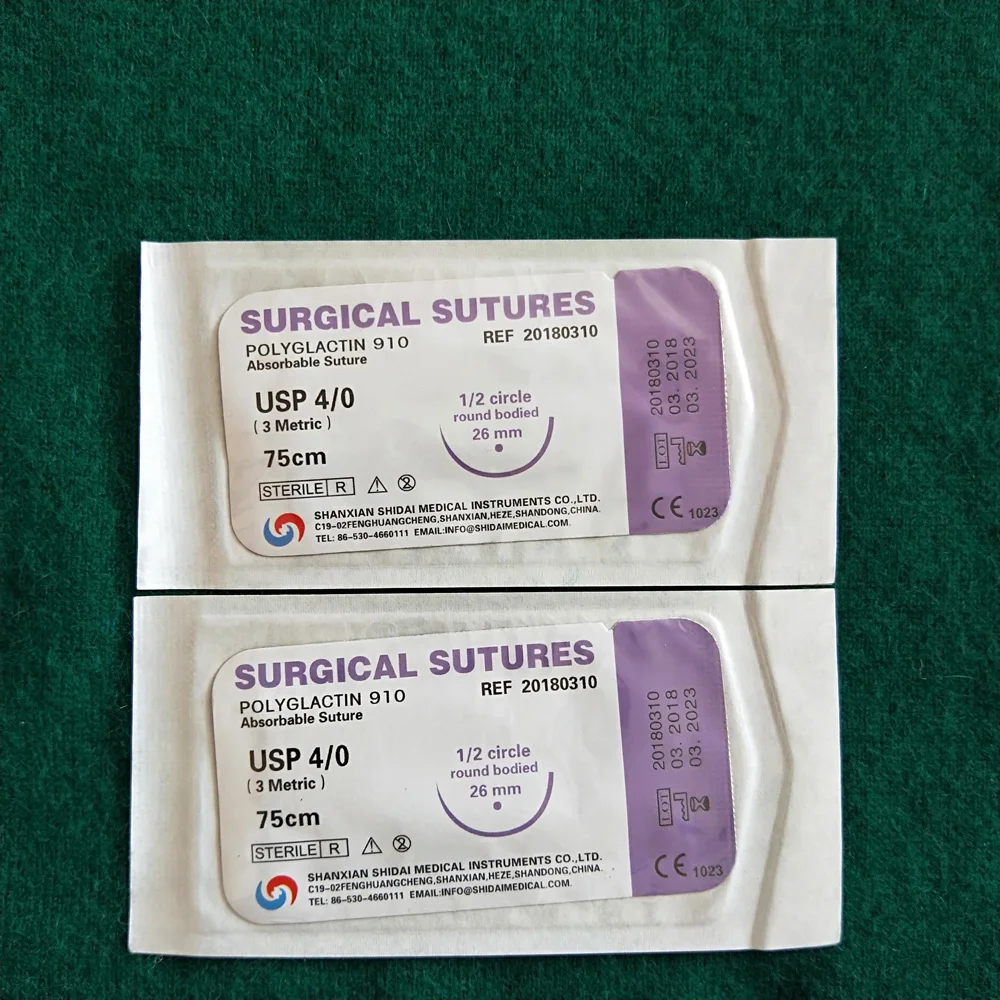 SURGICAL SUTURES
POLYGLACTIN 910
REF 20180310
Absorbable Suture
USP 4/0
( 3 Metric )
75cm
1/2 circle
round bodied
26 mm
STERILE R
2
SHANXIAN SHIDAI MEDICAL INSTRUMENTS CO.,LTD.
C19-02FENGHUANGCHENG,SHANXIAN,HEZE,SHANDONG,CHINA.
TEL: 86-530-4660111 EMAIL:INFO@SHIDAIMEDICAL.COM.
LOT 20180310
03. 2018
03. 2023
CE 1023
SURGICAL SUTURES
POLYGLACTIN 910
REF 20180310
Absorbable Suture
USP 4/0
( 3 Metric )
75cm
1/2 circle
round bodied
26 mm
STERILE R
2
SHANXIAN SHIDAI MEDICAL INSTRUMENTS CO.,LTD.
C19-02FENGHUANGCHENG,SHANXIAN,HEZE,SHANDONG,CHINA.
TEL: 86-530-4660111 EMAIL:INFO@SHIDAIMEDICAL.COM.
LOT 20180310
03. 2018
03. 2023
CE 1023